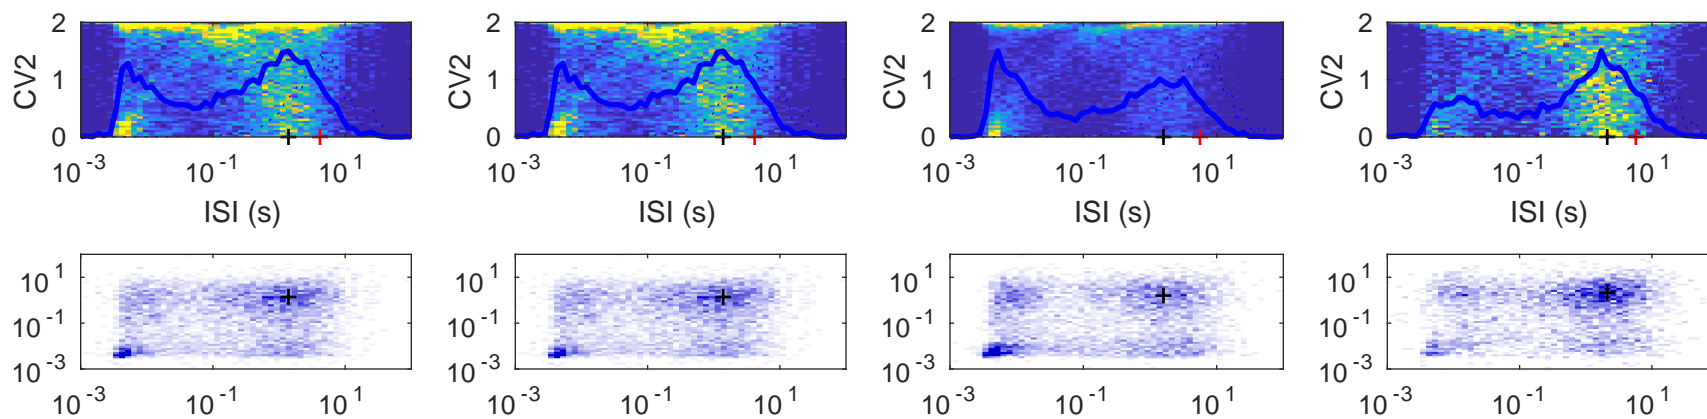 2 2 2 2
CV2 CV2 CV2 CV2
1 1 1 1
0 0 0 0
10^-3 10^-1 10^1 10^-3 10^-1 10^1 10^-3 10^-1 10^1 10^-3 10^-1 10^1
ISI (s) ISI (s) ISI (s) ISI (s)
10^1 10^1 10^1 10^1
10^-1 10^-1 10^-1 10^-1
10^-3 10^-3 10^-3 10^-3
10^-3 10^-1 10^1 10^-3 10^-1 10^1 10^-3 10^-1 10^1 10^-3 10^-1 10^1